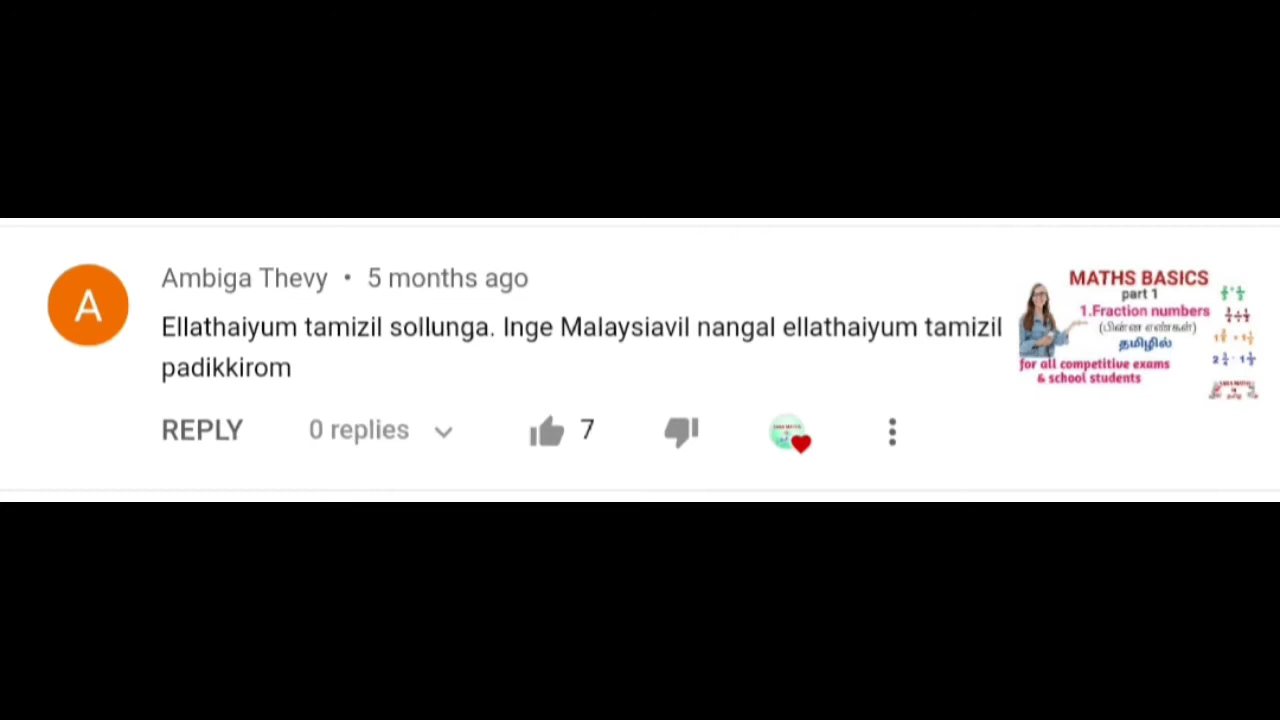 A
Ambiga Thevy • 5 months ago
Ellathaiyum tamizil sollunga. Inge Malaysiavil nangal ellathaiyum tamizil
padikkirom
REPLY 0 replies 7
MATHS BASICS
part 1
1.Fraction numbers
(பின்ன எண்கள்)
தமிழில்
for all competitive exams
& school students